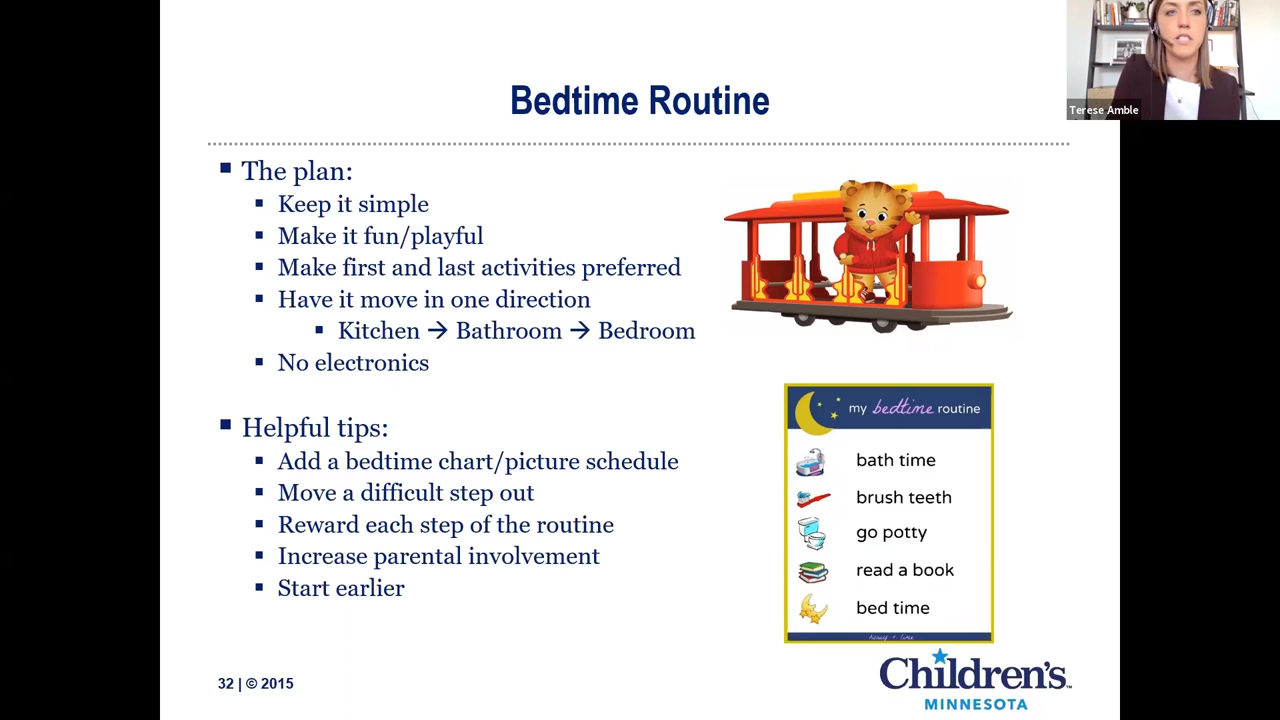 Terese Amble
Bedtime Routine
The plan:
Keep it simple
Make it fun/playful
Make first and last activities preferred
Have it move in one direction
Kitchen → Bathroom → Bedroom
No electronics
Helpful tips:
Add a bedtime chart/picture schedule
Move a difficult step out
Reward each step of the routine
Increase parental involvement
Start earlier
my bedtime routine
bath time
brush teeth
go potty
read a book
bed time
32 | © 2015
Children's™
MINNESOTA